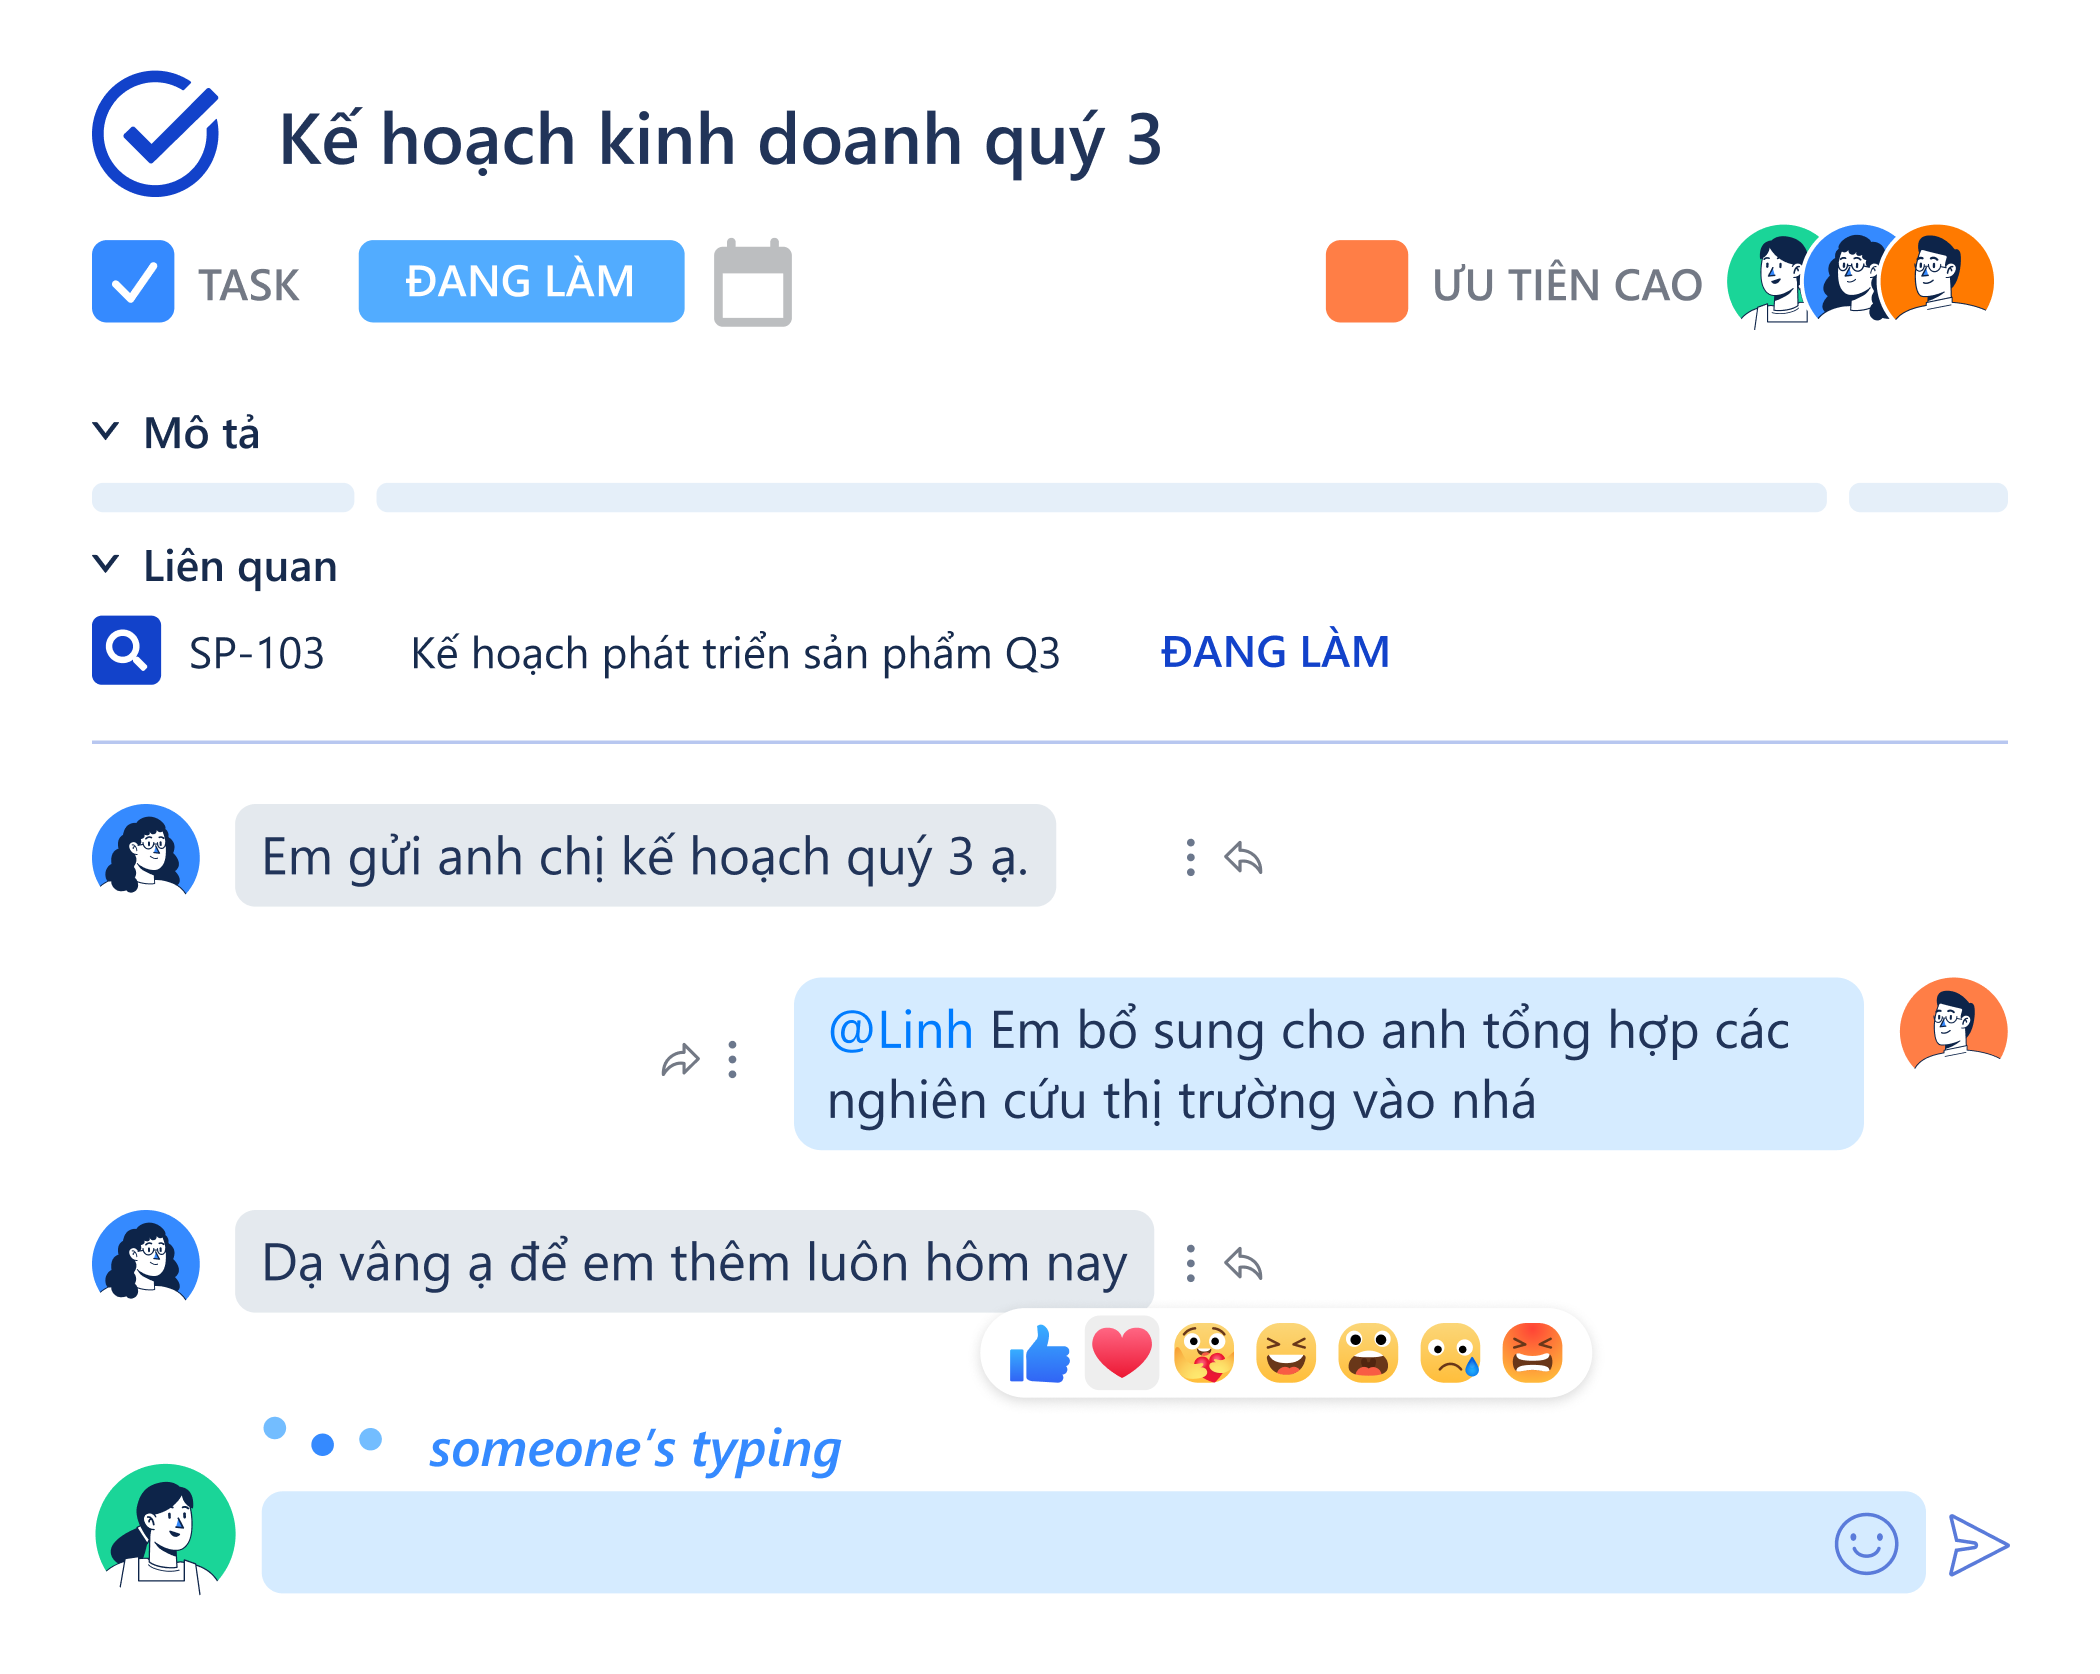 Kế hoạch kinh doanh quý 3
TASK
ĐANG LÀM
ƯU TIÊN CAO
Mô tả
Liên quan
SP-103
Kế hoạch phát triển sản phẩm Q3
ĐANG LÀM
Em gửi anh chị kế hoạch quý 3 ạ.
@Linh Em bổ sung cho anh tổng hợp các
nghiên cứu thị trường vào nhá
Dạ vâng ạ để em thêm luôn hôm nay
someone's typing